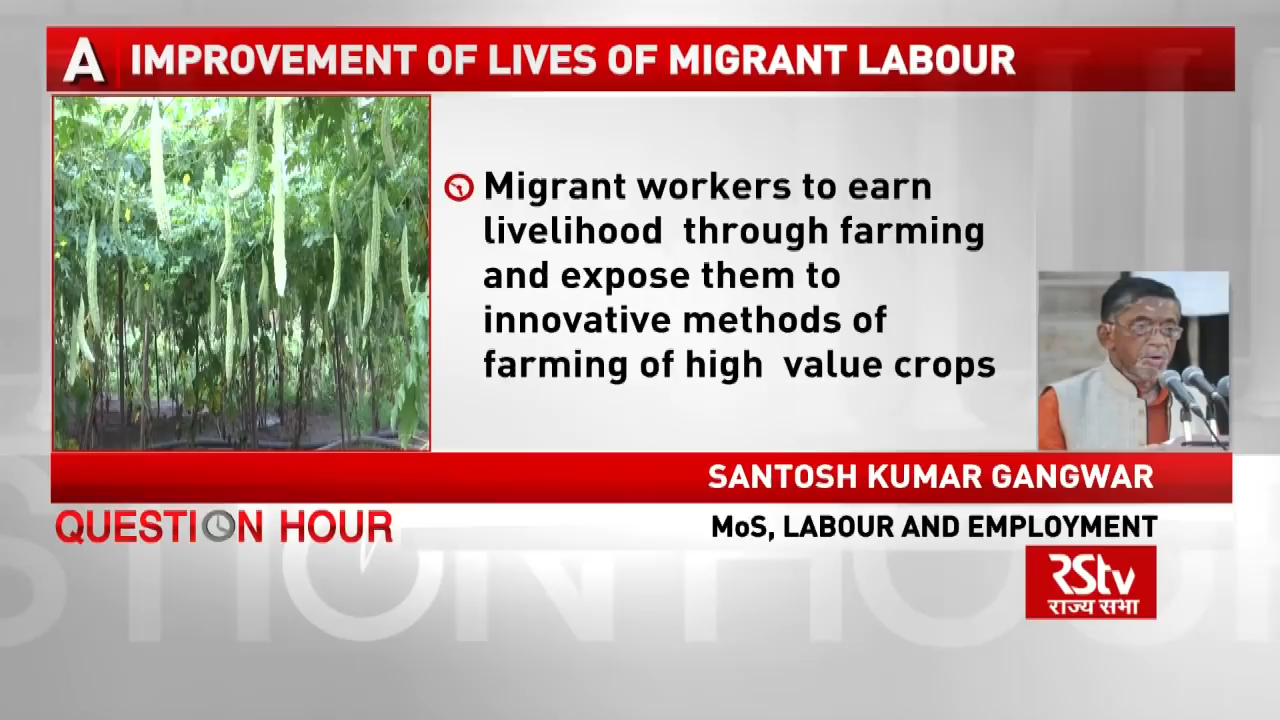 A IMPROVEMENT OF LIVES OF MIGRANT LABOUR
Migrant workers to earn
livelihood through farming
and expose them to
innovative methods of
farming of high value crops
SANTOSH KUMAR GANGWAR
QUESTION HOUR
MoS, LABOUR AND EMPLOYMENT
RStv
राज्य सभा